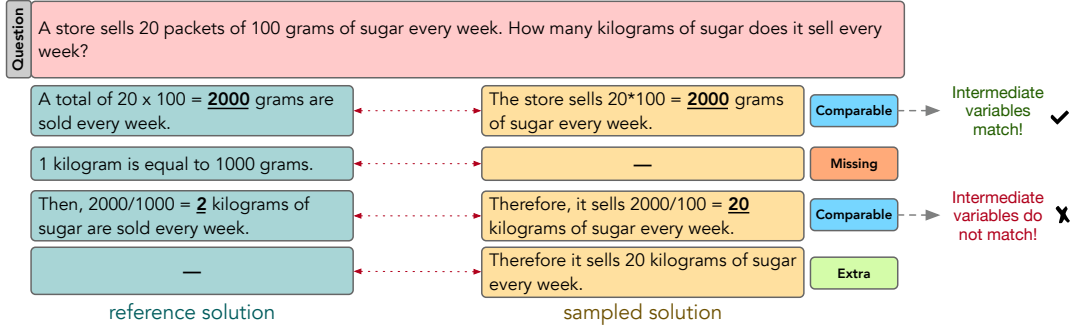 Question
A store sells 20 packets of 100 grams of sugar every week. How many kilograms of sugar does it sell every
week?
A total of 20 x 100 = 2000 grams are
sold every week.
The store sells 20*100 = 2000 grams
of sugar every week.
Comparable
Intermediate
variables
match!
1 kilogram is equal to 1000 grams.
—
Missing
Then, 2000/1000 = 2 kilograms of
sugar are sold every week.
Therefore, it sells 2000/100 = 20
kilograms of sugar every week.
Comparable
Intermediate
variables do
not match!
—
Therefore it sells 20 kilograms of sugar
every week.
Extra
reference solution
sampled solution